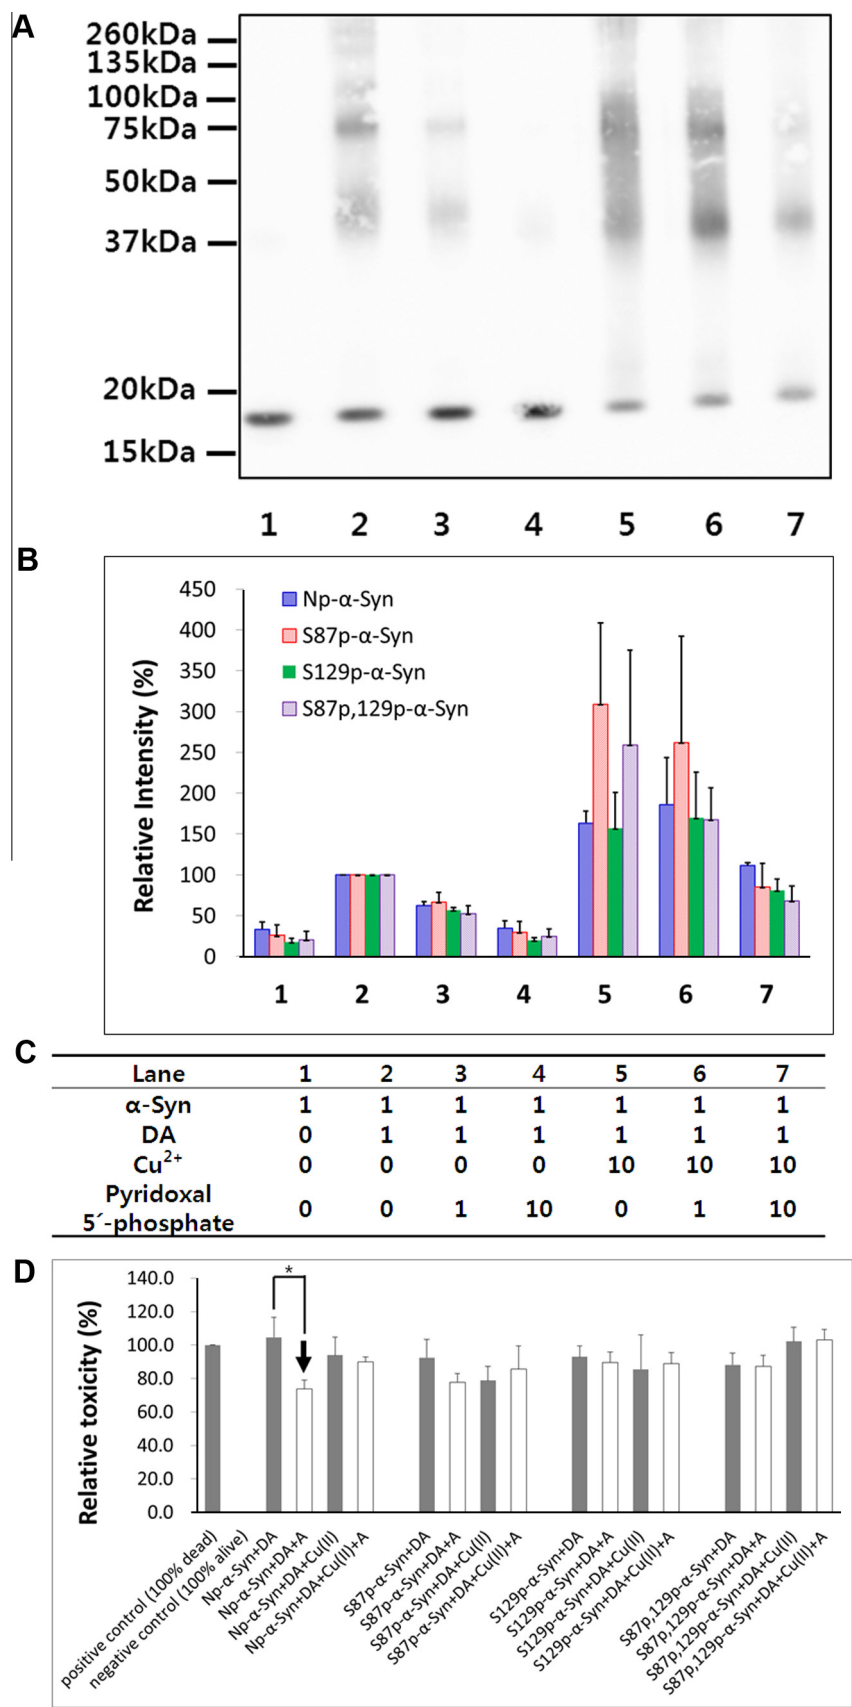 A
260kDa
135kDa
100kDa
75kDa
50kDa
37kDa
20kDa
15kDa
1 2 3 4 5 6 7
B
Relative Intensity (%)
450
400
350
300
250
200
150
100
50
0
Np-α-Syn
S87p-α-Syn
S129p-α-Syn
S87p,129p-α-Syn
1 2 3 4 5 6 7
C
Lane 1 2 3 4 5 6 7
α-Syn 1 1 1 1 1 1 1
DA 0 1 1 1 1 1 1
Cu2+ 0 0 0 0 10 10 10
Pyridoxal
5´-phosphate 0 0 1 10 0 1 10
D
Relative toxicity (%)
140.0
120.0
100.0
80.0
60.0
40.0
20.0
0.0
*
positive control (100% dead)
negative control (100% alive)
Np-α-Syn+DA
Np-α-Syn+DA+A
Np-α-Syn+DA+Cu(II)
Np-α-Syn+DA+Cu(II)+A
S87p-α-Syn+DA
S87p-α-Syn+DA+A
S87p-α-Syn+DA+Cu(II)
S87p-α-Syn+DA+Cu(II)+A
S129p-α-Syn+DA
S129p-α-Syn+DA+A
S129p-α-Syn+DA+Cu(II)
S129p-α-Syn+DA+Cu(II)+A
S87p,129p-α-Syn+DA
S87p,129p-α-Syn+DA+A
S87p,129p-α-Syn+DA+Cu(II)
S87p,129p-α-Syn+DA+Cu(II)+A